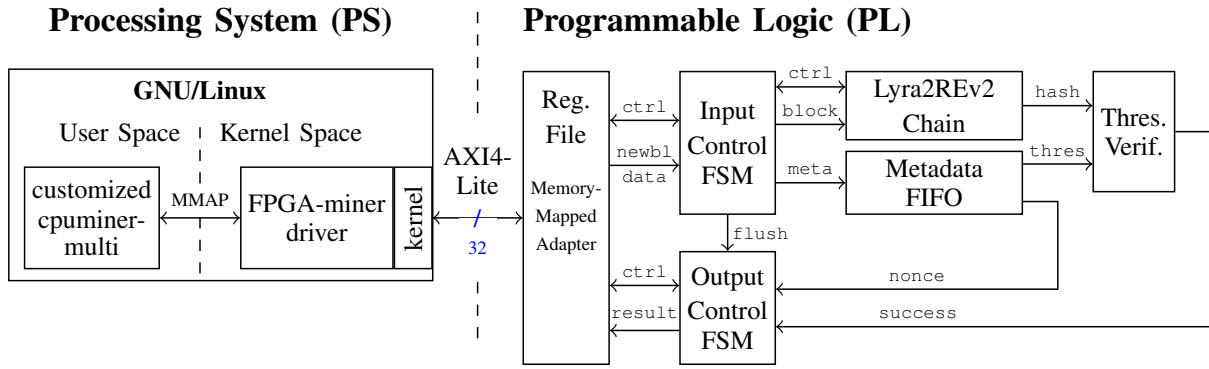 Processing System (PS)
Programmable Logic (PL)
GNU/Linux
User Space
Kernel Space
customized
cpuminer-
multi
MMAP
FPGA-miner
driver
kernel
AXI4-
Lite
32
Reg.
File
Memory-
Mapped
Adapter
ctrl
newbl
data
ctrl
result
Input
Control
FSM
flush
Output
Control
FSM
ctrl
block
meta
Lyra2REv2
Chain
Metadata
FIFO
hash
thres
Thres.
Verif.
nonce
success